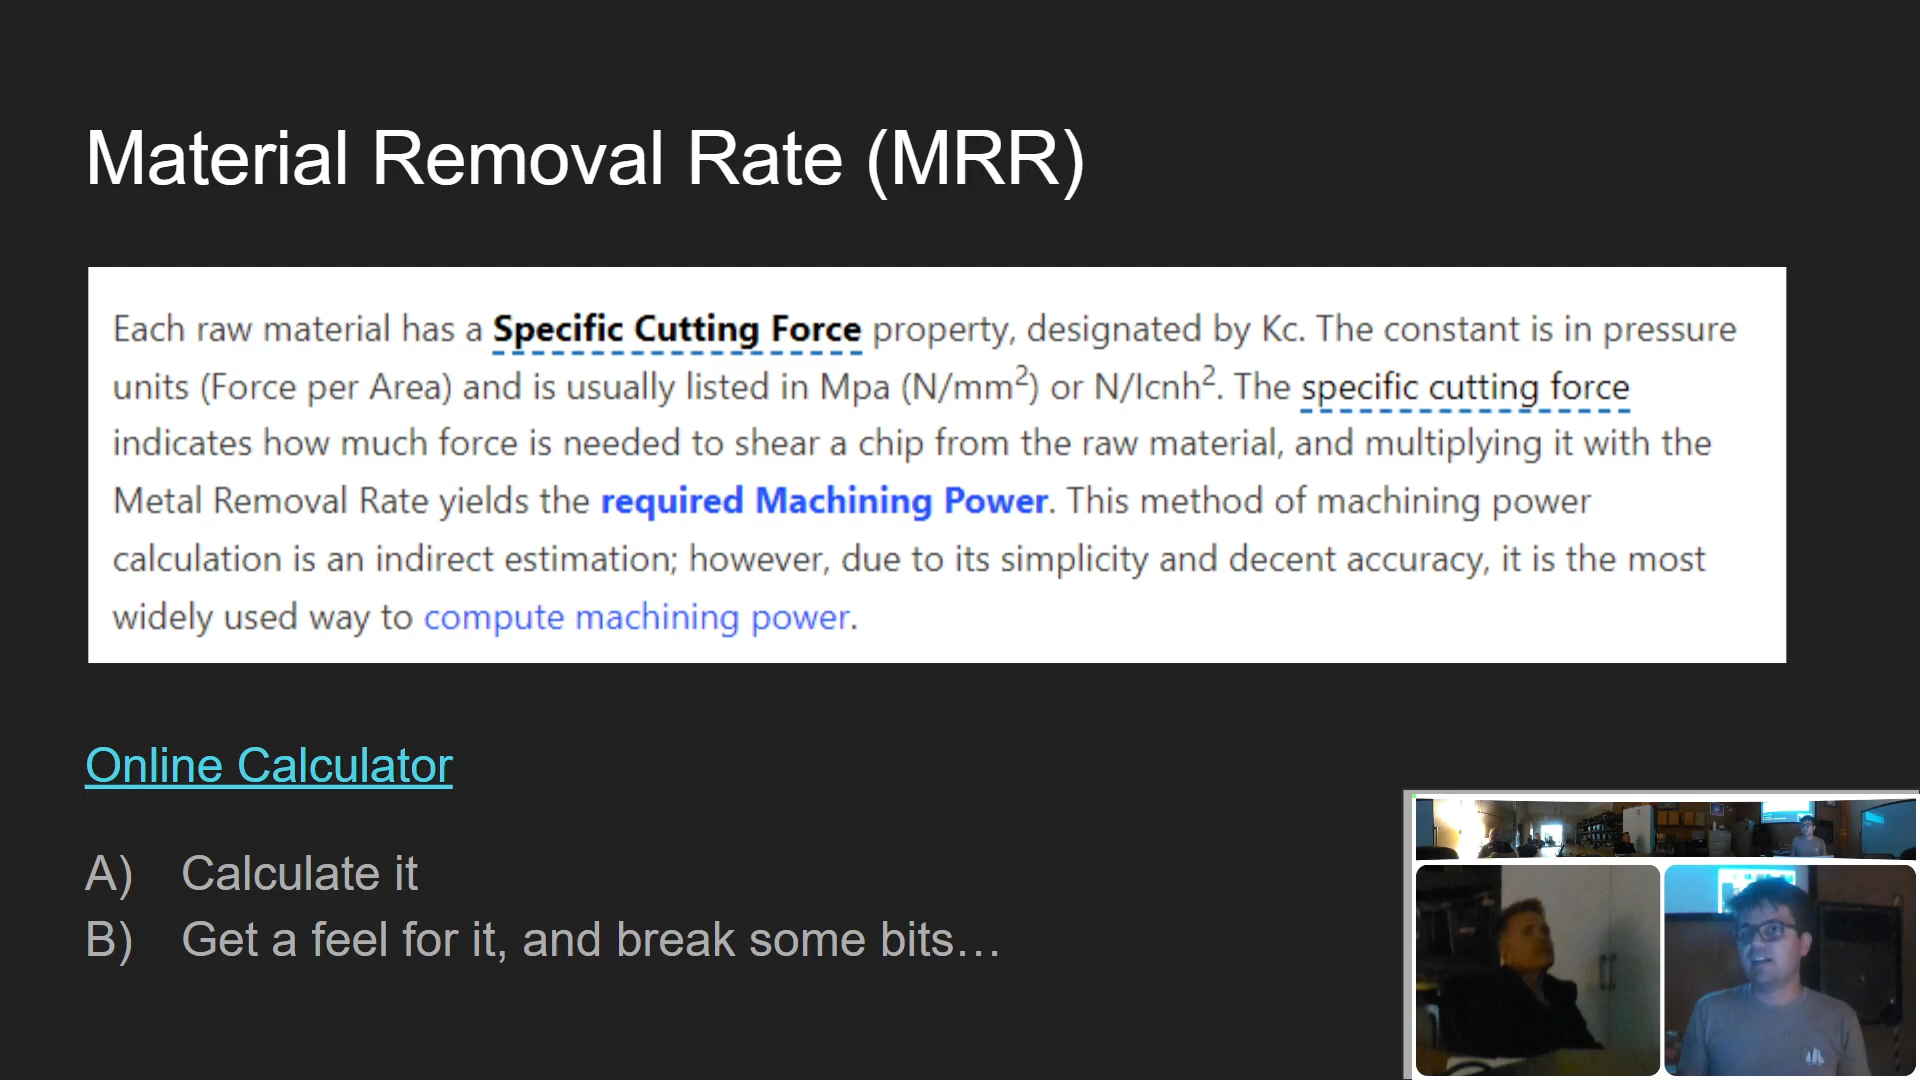 Material Removal Rate (MRR)
Each raw material has a Specific Cutting Force property, designated by Kc. The constant is in pressure
units (Force per Area) and is usually listed in Mpa (N/mm²) or N/Icnh². The specific cutting force
indicates how much force is needed to shear a chip from the raw material, and multiplying it with the
Metal Removal Rate yields the required Machining Power. This method of machining power
calculation is an indirect estimation; however, due to its simplicity and decent accuracy, it is the most
widely used way to compute machining power.
Online Calculator
A) Calculate it
B) Get a feel for it, and break some bits…